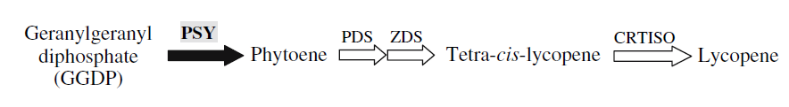 Geranylgeranyl
diphosphate
(GGDP)
PSY
Phytoene
PDS ZDS
Tetra-cis-lycopene
CRTISO
Lycopene